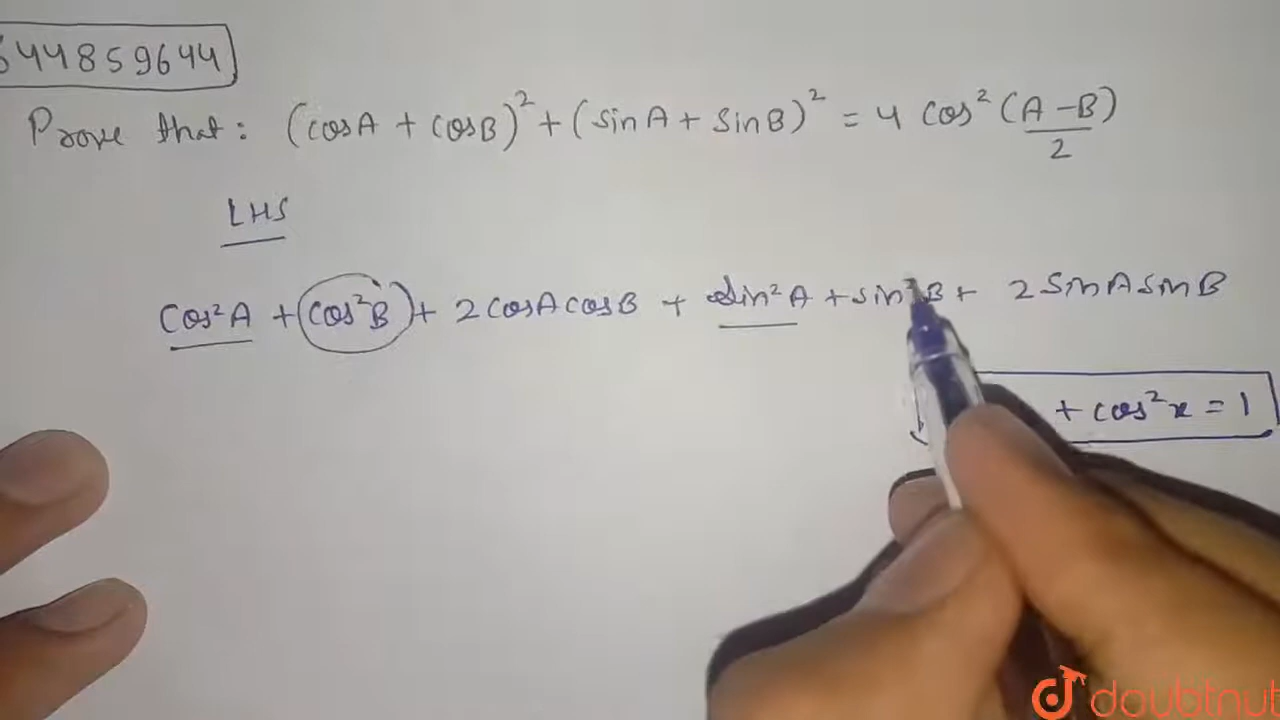 644859644
Prove that: (cosA + cosB)² + (sinA + sinB)² = 4 cos² (A-B)/2
LHS
cos²A + cos²B + 2cosAcosB + sin²A + sin²B + 2SinASinB
+ cos²x = 1
doubtnut